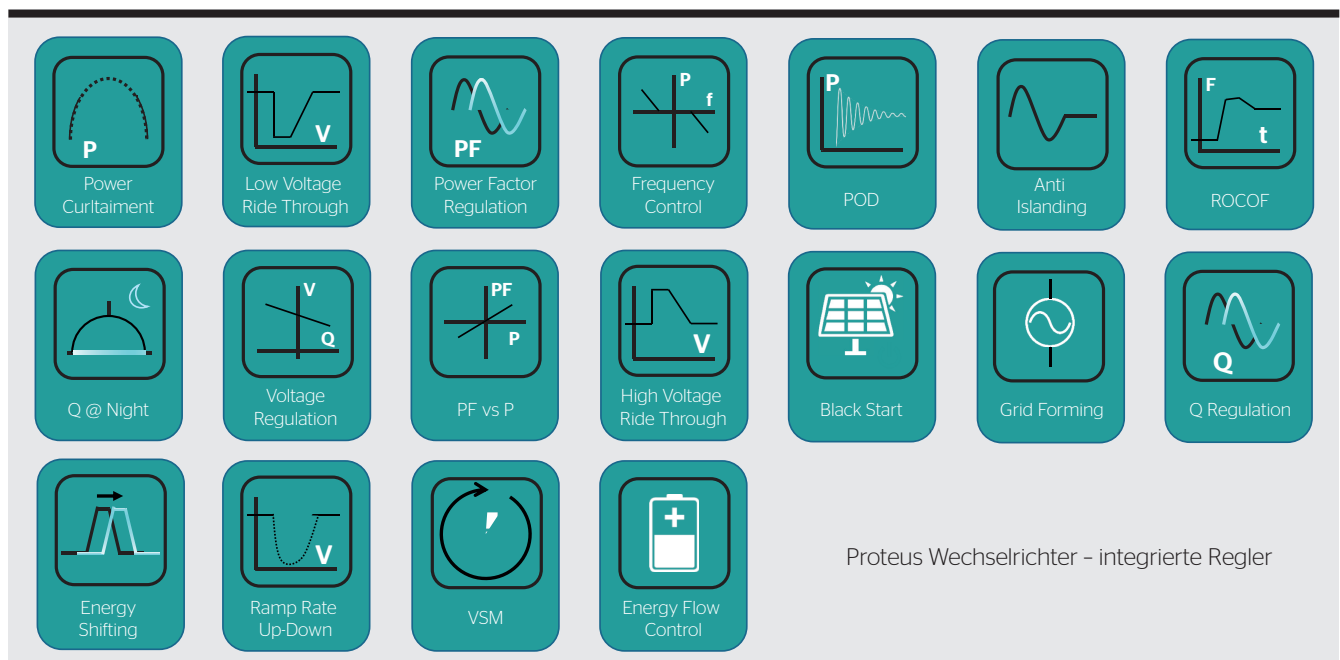 P
Power
Curltaiment
V
Low Voltage
Ride Through
PF
Power Factor
Regulation
P
f
Frequency
Control
P
POD
Anti
Islanding
F
t
ROCOF
Q @ Night
V
Q
Voltage
Regulation
PF
P
PF vs P
V
High Voltage
Ride Through
Black Start
Grid Forming
Q
Q Regulation
Energy
Shifting
V
Ramp Rate
Up-Down
VSM
+
Energy Flow
Control
Proteus Wechselrichter – integrierte Regler